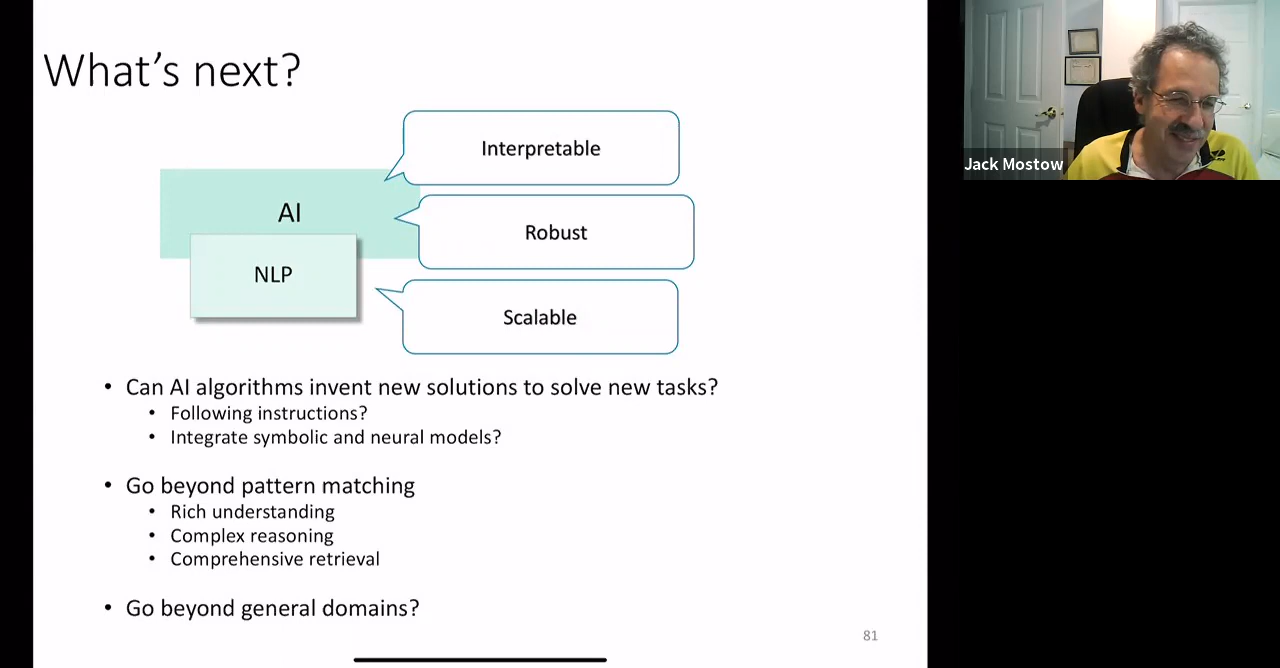 What's next?
Interpretable
AI
Robust
NLP
Scalable
• Can AI algorithms invent new solutions to solve new tasks?
• Following instructions?
• Integrate symbolic and neural models?
• Go beyond pattern matching
• Rich understanding
• Complex reasoning
• Comprehensive retrieval
• Go beyond general domains?
81
Jack Mostow